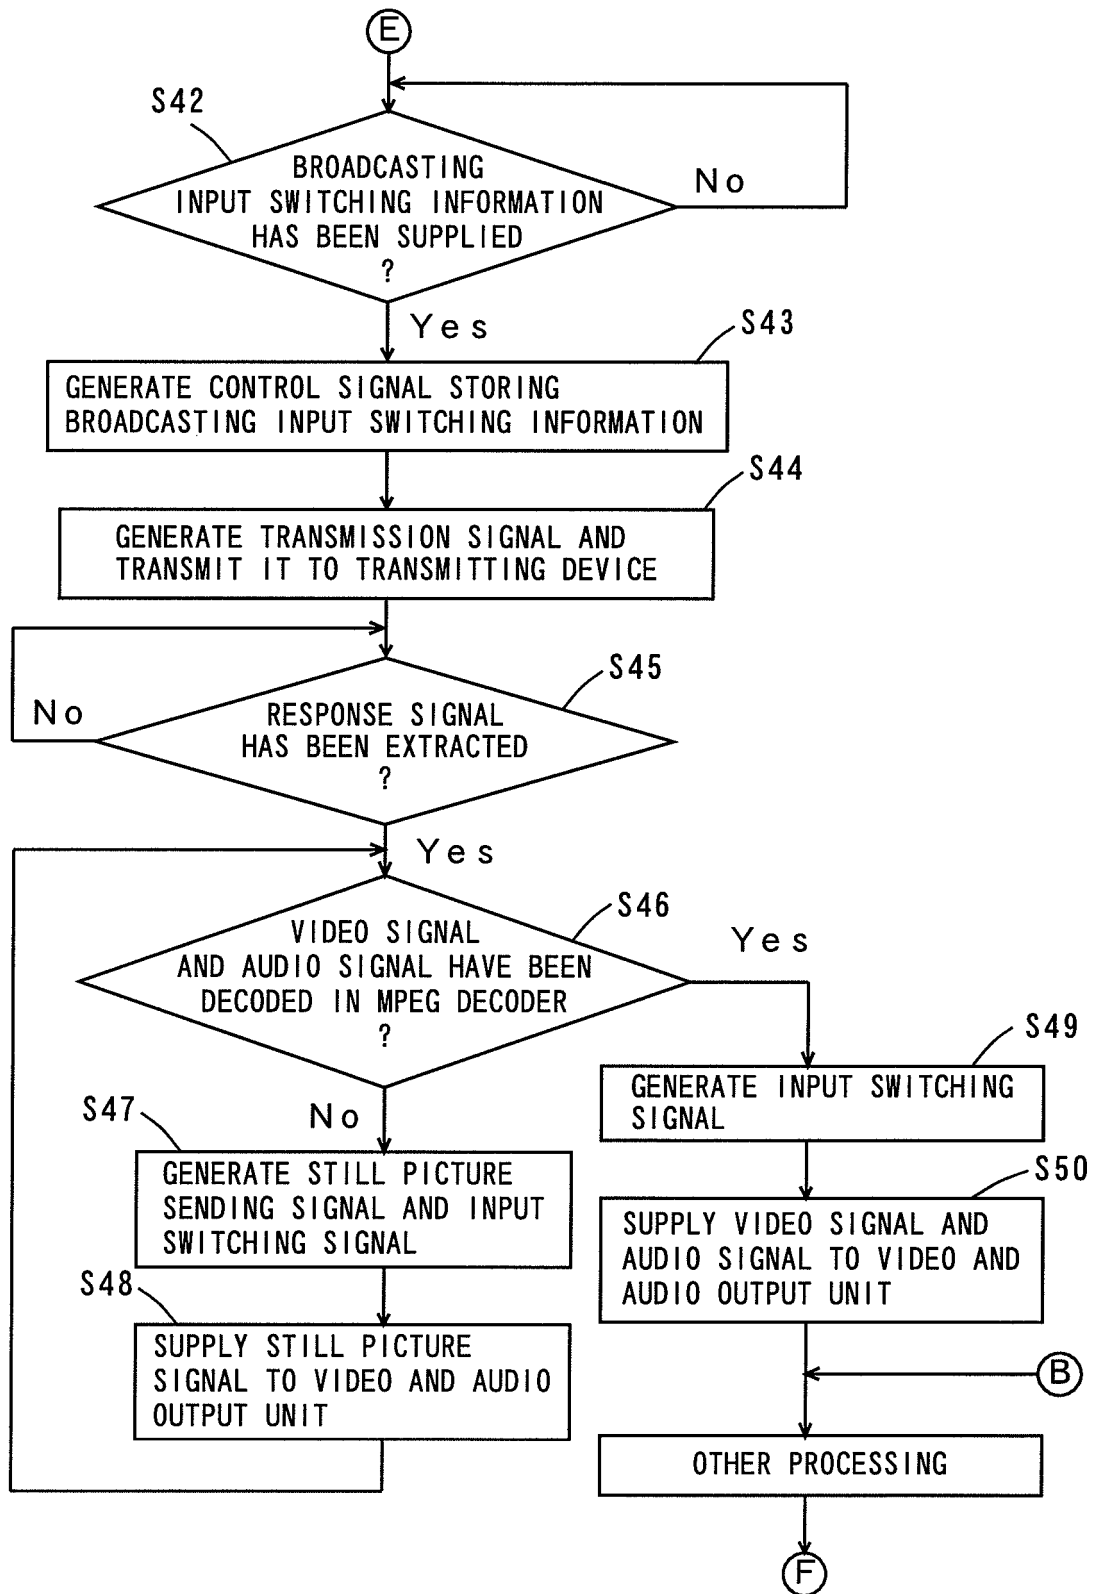 E
S42
BROADCASTING
INPUT SWITCHING INFORMATION
HAS BEEN SUPPLIED
?
No
Yes
S43
GENERATE CONTROL SIGNAL STORING
BROADCASTING INPUT SWITCHING INFORMATION
S44
GENERATE TRANSMISSION SIGNAL AND
TRANSMIT IT TO TRANSMITTING DEVICE
S45
No
RESPONSE SIGNAL
HAS BEEN EXTRACTED
?
Yes
S46
VIDEO SIGNAL
AND AUDIO SIGNAL HAVE BEEN
DECODED IN MPEG DECODER
?
Yes
No
S47
GENERATE STILL PICTURE
SENDING SIGNAL AND INPUT
SWITCHING SIGNAL
S48
SUPPLY STILL PICTURE
SIGNAL TO VIDEO AND AUDIO
OUTPUT UNIT
S49
GENERATE INPUT SWITCHING
SIGNAL
S50
SUPPLY VIDEO SIGNAL AND
AUDIO SIGNAL TO VIDEO AND
AUDIO OUTPUT UNIT
B
OTHER PROCESSING
F